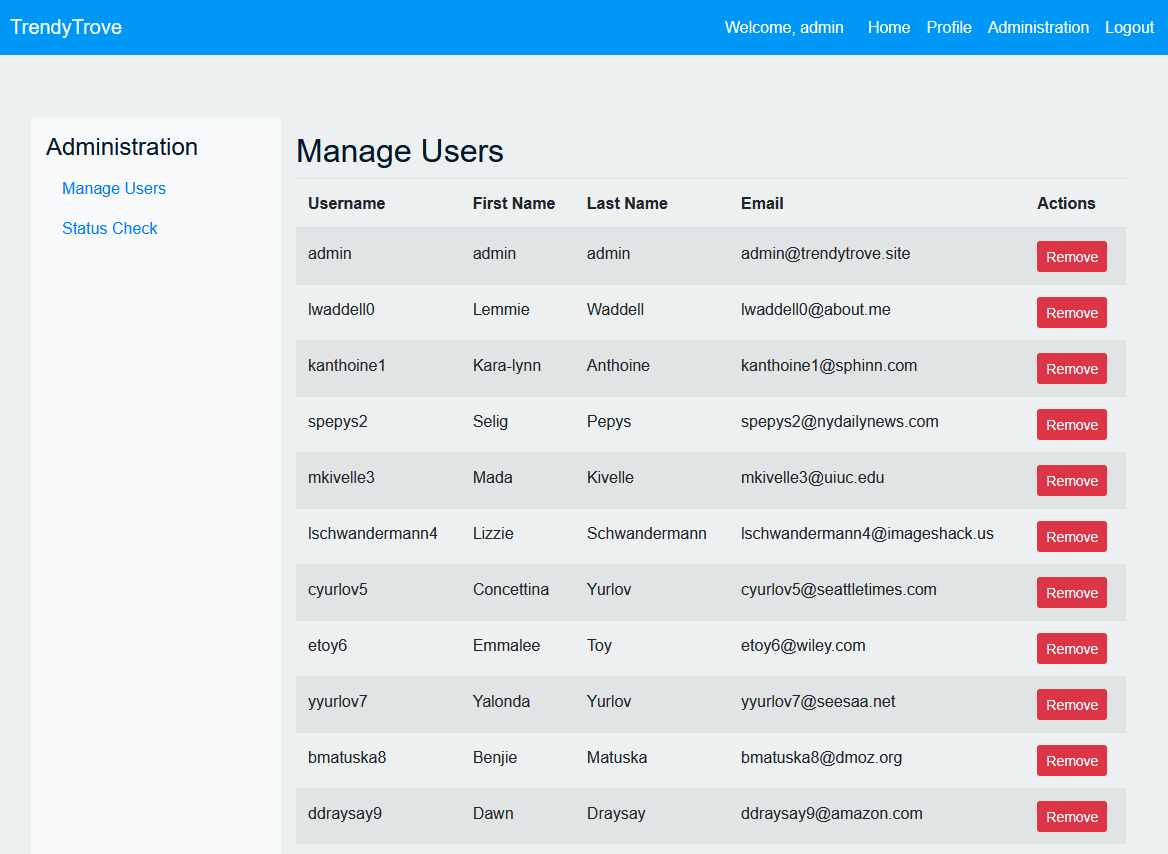 TrendyTrove Welcome, admin Home Profile Administration Logout
Administration
Manage Users
Status Check
Manage Users
Username First Name Last Name Email Actions
admin admin admin admin@trendytrove.site Remove
lwaddell0 Lemmie Waddell lwaddell0@about.me Remove
kanthoine1 Kara-lynn Anthoine kanthoine1@sphinn.com Remove
spepys2 Selig Pepys spepys2@nydailynews.com Remove
mkivelle3 Mada Kivelle mkivelle3@uiuc.edu Remove
lschwandermann4 Lizzie Schwandermann lschwandermann4@imageshack.us Remove
cyurlov5 Concettina Yurlov cyurlov5@seattletimes.com Remove
etoy6 Emmalee Toy etoy6@wiley.com Remove
yyurlov7 Yalonda Yurlov yyurlov7@seesaa.net Remove
bmatuska8 Benjie Matuska bmatuska8@dmoz.org Remove
ddraysay9 Dawn Draysay ddraysay9@amazon.com Remove